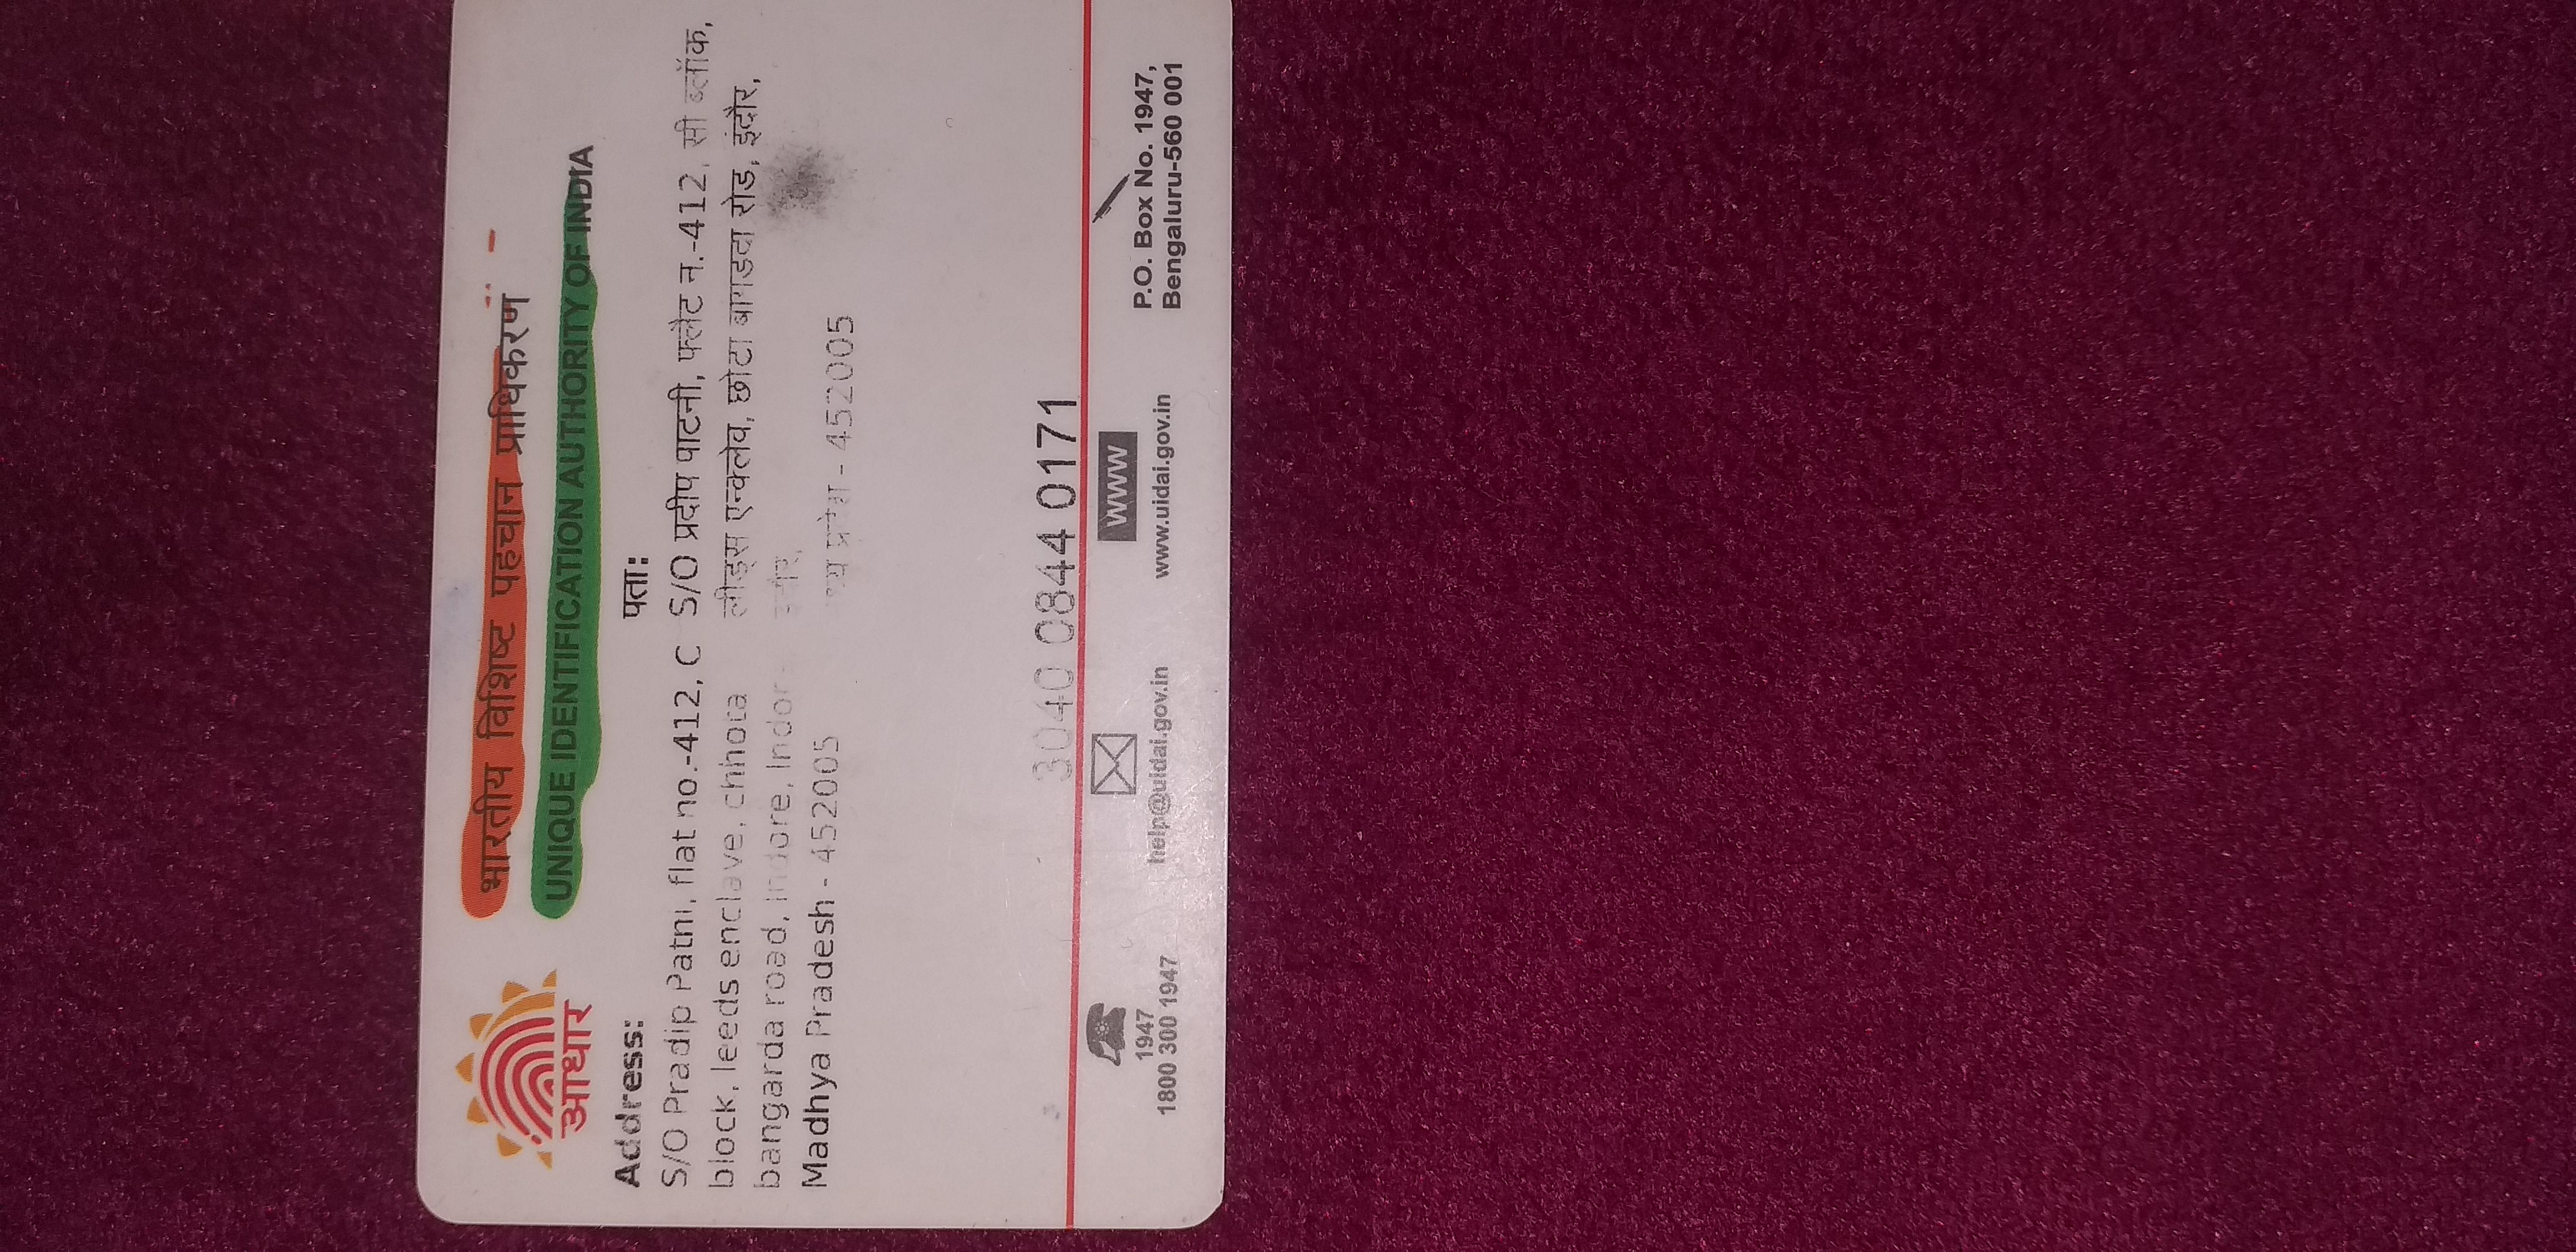 भारतीय विशिष्ट पहचान प्राधिकरण
UNIQUE IDENTIFICATION AUTHORITY OF INDIA
आधार
Address:
S/O Pradip Patni, flat no.-412, C
block, leeds enclave, chhota
bangarda road, Indore, Indor
Madhya Pradesh - 452005
पता:
S/O प्रदीप पाटनी, फ्लैट न.-412, सी ब्लॉक,
लीड्स एन्क्लेव, छोटा बागडदा रोड, इंदौर,
प्रदेश - 452005
3040 0844 0171
1947
1800 300 1947
help@uidai.gov.in
WWW
www.uidai.gov.in
P.O. Box No. 1947,
Bengaluru-560 001